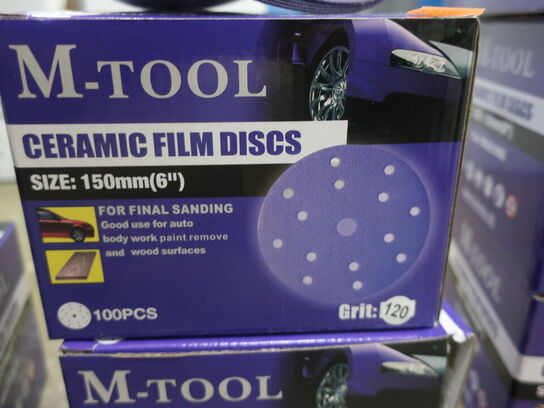 M-TOOL
CERAMIC FILM DISCS
SIZE: 150mm(6")
FOR FINAL SANDING
Good use for auto
body work paint remove
and wood surfaces
100PCS
Grit: 120
M-TOOL
TOOL